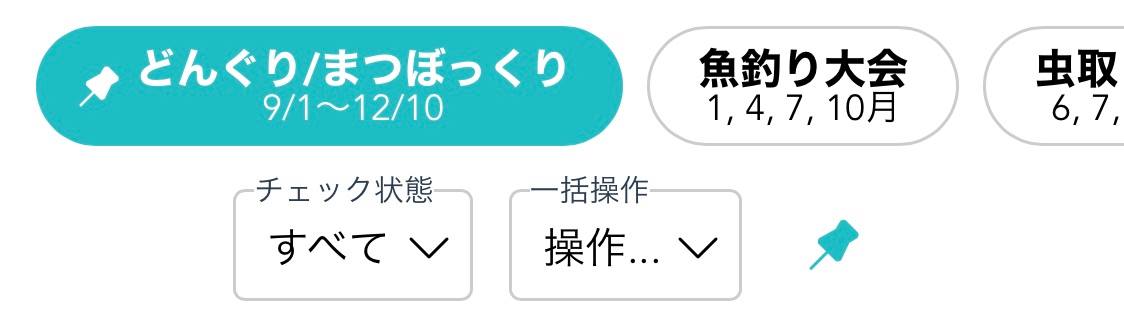 どんぐり/まつぼっくり
9/1〜12/10
魚釣り大会
1, 4, 7, 10月
虫取
6, 7,
チェック状態
すべて
一括操作
操作...